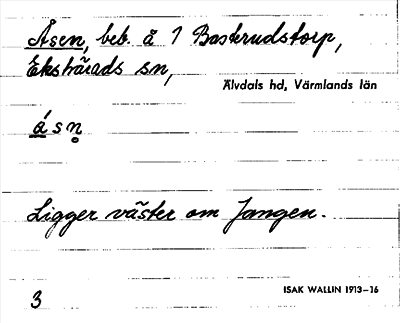 Åsen, beb. å 1 Basterudstorp,
Ekshärads sn,
Älvdals hd, Värmlands län
ásn̥
Ligger väster om Jangen.
ISAK WALLIN 1913–16
3